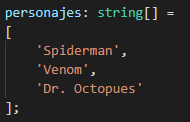 personajes: string[] =
[
'Spiderman',
'Venom',
'Dr. Octopues'
];